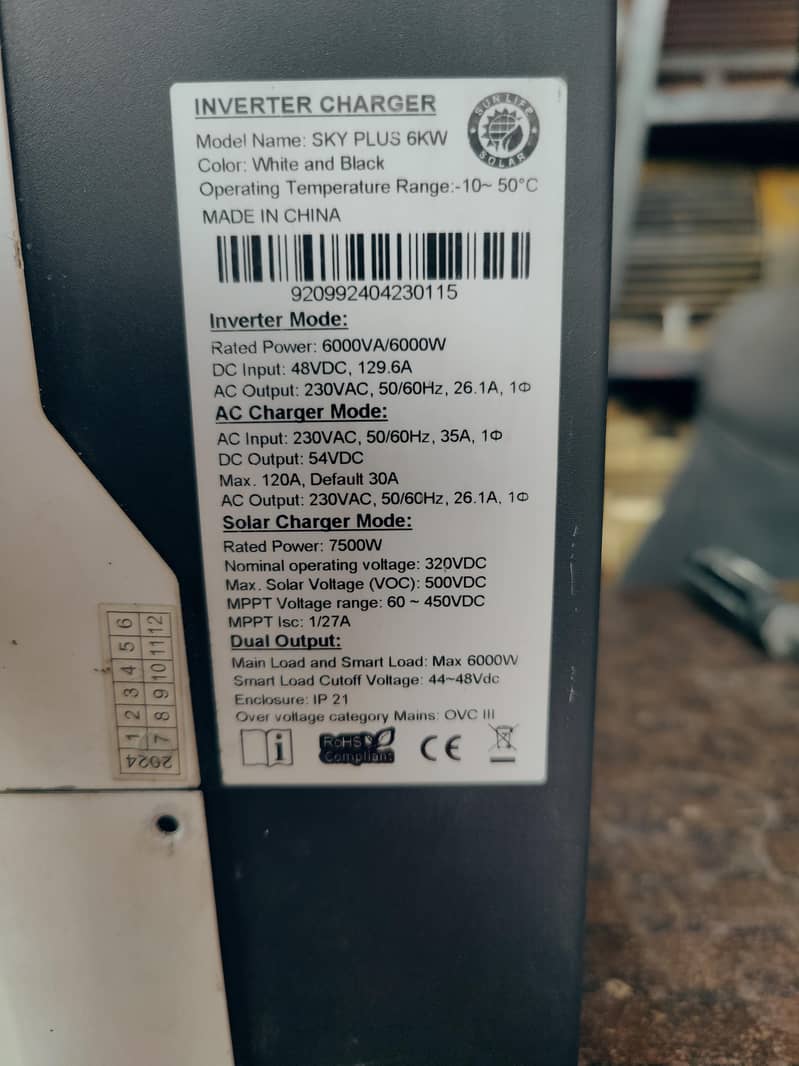 INVERTER CHARGER
SUN LIFE
SOLAR
Model Name: SKY PLUS 6KW
Color: White and Black
Operating Temperature Range:-10~ 50°C
MADE IN CHINA
920992404230115
Inverter Mode:
Rated Power: 6000VA/6000W
DC Input: 48VDC, 129.6A
AC Output: 230VAC, 50/60Hz, 26.1A, 1Φ
AC Charger Mode:
AC Input: 230VAC, 50/60Hz, 35A, 1Φ
DC Output: 54VDC
Max. 120A, Default 30A
AC Output: 230VAC, 50/60Hz, 26.1A, 1Φ
Solar Charger Mode:
Rated Power: 7500W
Nominal operating voltage: 320VDC
Max. Solar Voltage (VOC): 500VDC
MPPT Voltage range: 60 ~ 450VDC
MPPT Isc: 1/27A
Dual Output:
Main Load and Smart Load: Max 6000W
Smart Load Cutoff Voltage: 44~48Vdc
Enclosure: IP 21
Over voltage category Mains: OVC III
i
RoHS
Compliant
CE
2024
1 2 3 4 5 6
7 8 9 10 11 12